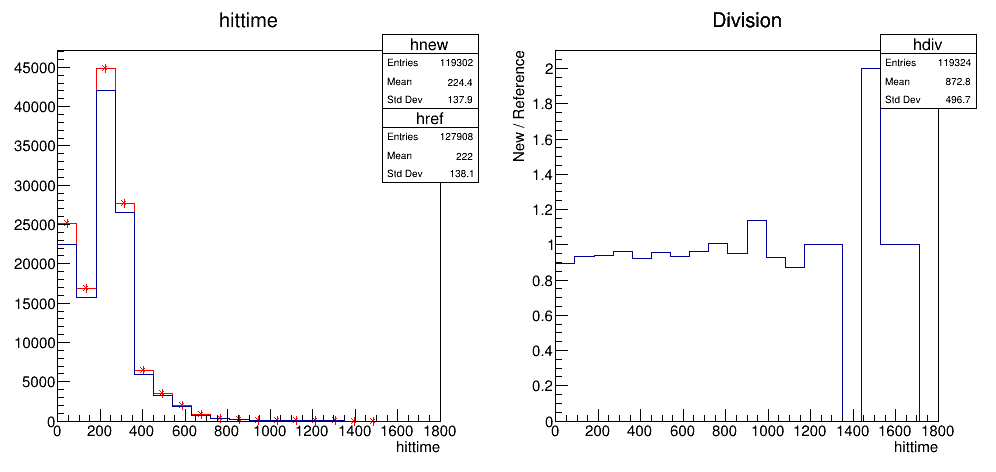 hittime
hnew
Entries 119302
Mean 224.4
Std Dev 137.9
href
Entries 127908
Mean 222
Std Dev 138.1
45000
40000
35000
30000
25000
20000
15000
10000
5000
0
0 200 400 600 800 1000 1200 1400 1600 1800
hittime
Division
hdiv
Entries 119324
Mean 872.8
Std Dev 496.7
New / Reference
2
1.8
1.6
1.4
1.2
1
0.8
0.6
0.4
0.2
0
0 200 400 600 800 1000 1200 1400 1600 1800
hittime